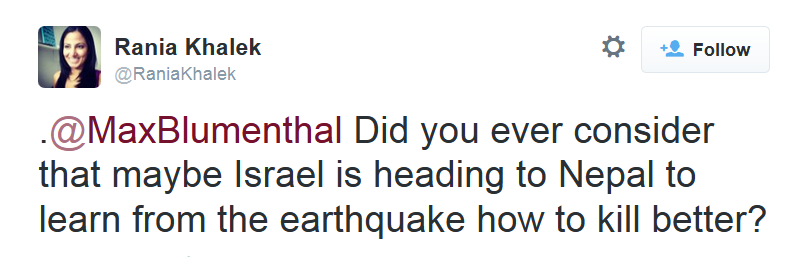 Rania Khalek
@RaniaKhalek
Follow
.@MaxBlumenthal Did you ever consider
that maybe Israel is heading to Nepal to
learn from the earthquake how to kill better?